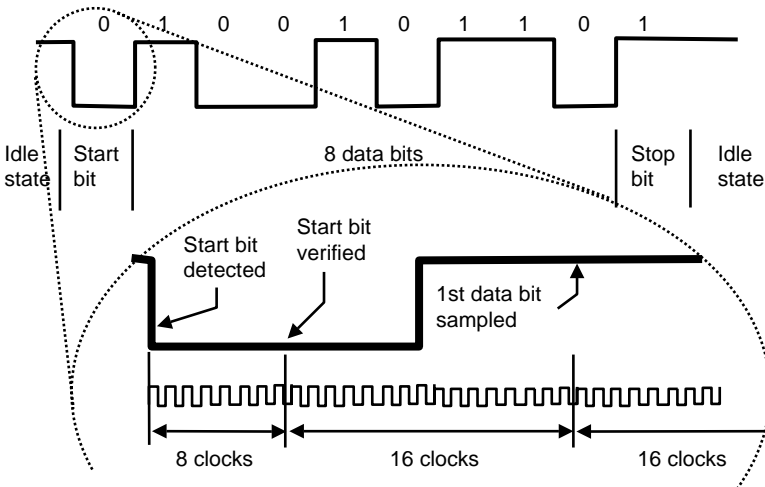 0 1 0 0 1 0 1 1 0 1
Idle
state
Start
bit
8 data bits
Stop
bit
Idle
state
Start bit
detected
Start bit
verified
1st data bit
sampled
8 clocks
16 clocks
16 clocks